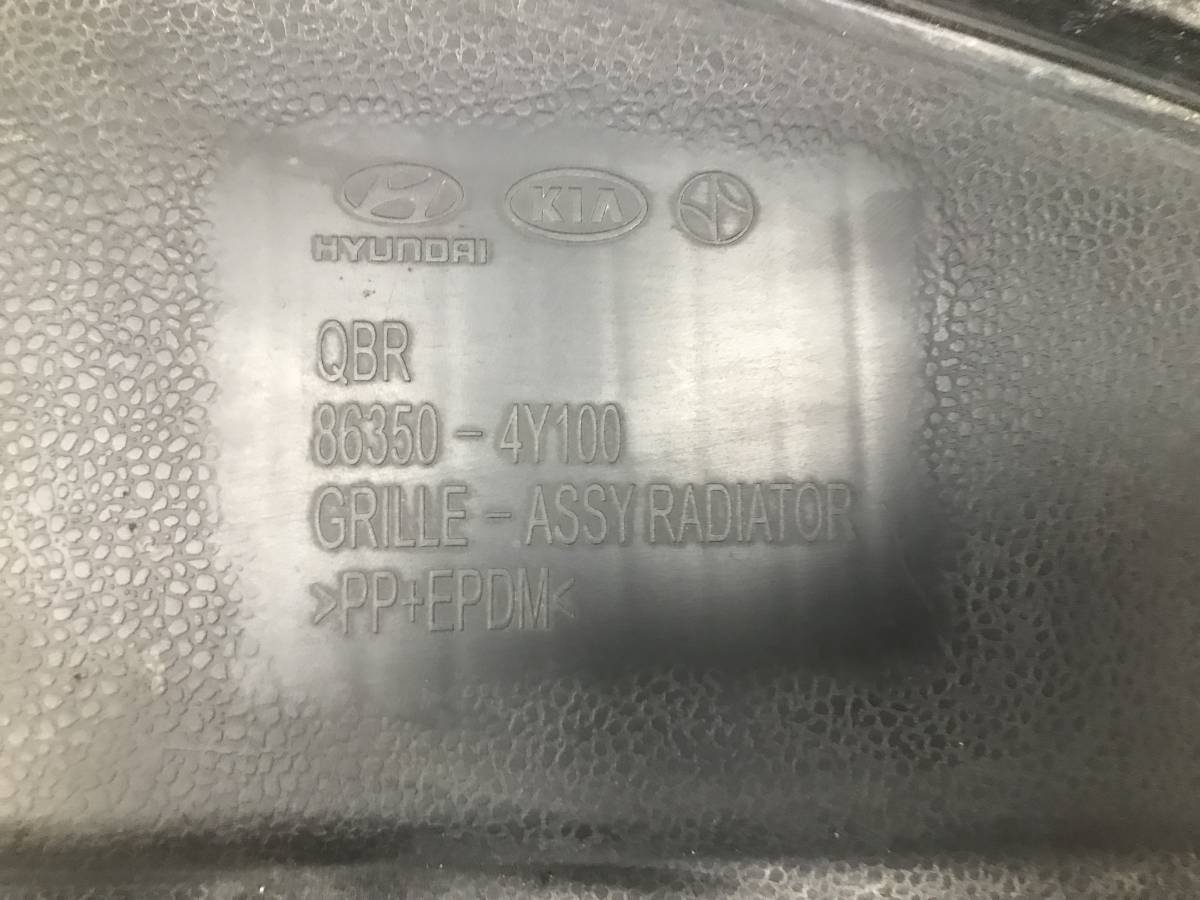 HYUNDAI KIA
QBR
86350-4Y100
GRILLE-ASSY RADIATOR
>PP+EPDM<